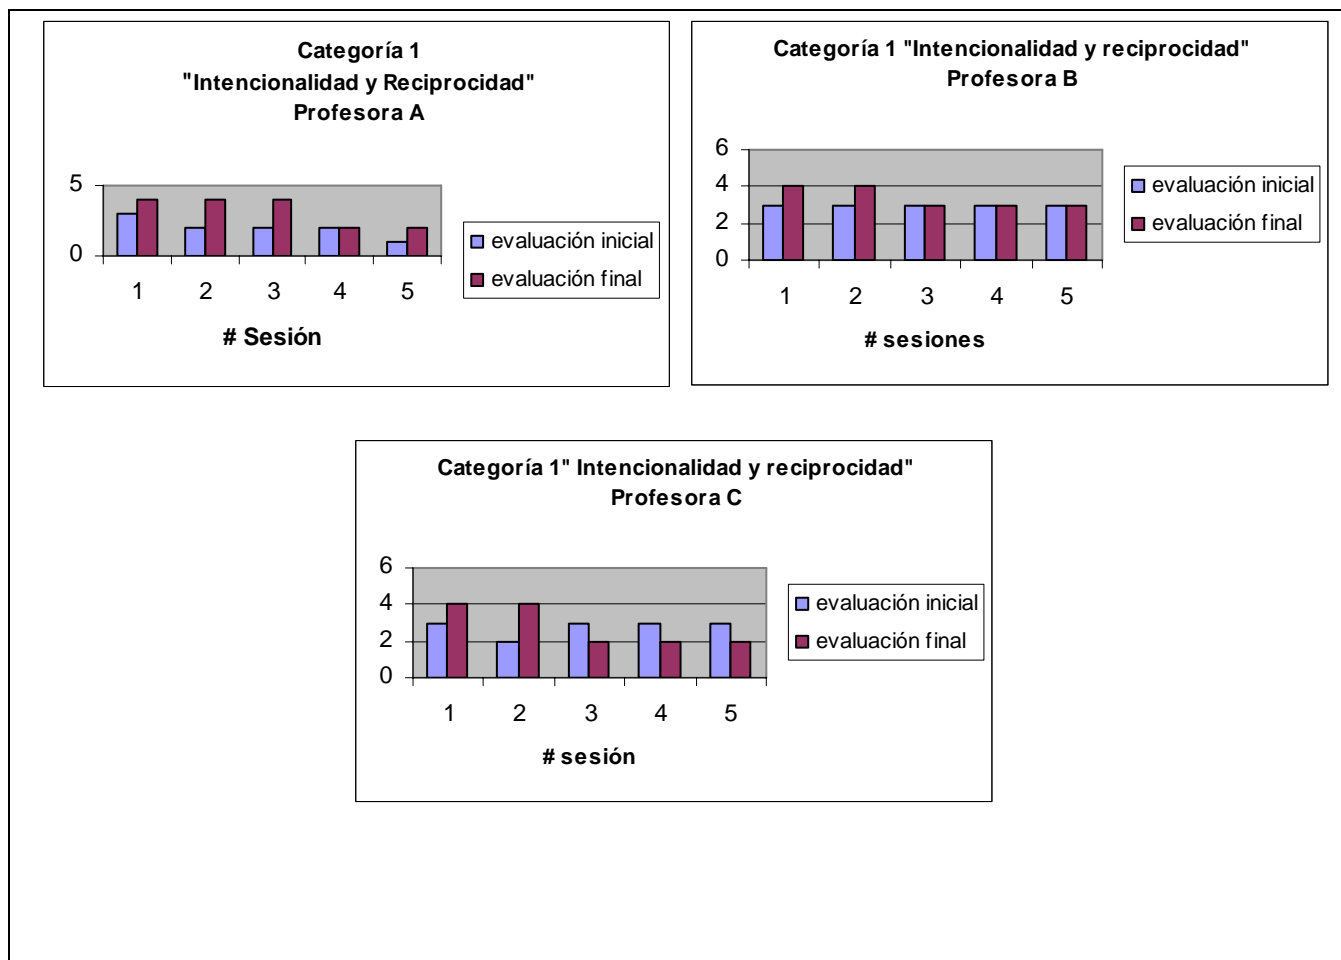 Categoría 1
"Intencionalidad y Reciprocidad"
Profesora A
5
0
1 2 3 4 5
# Sesión
evaluación inicial
evaluación final
Categoría 1 "Intencionalidad y reciprocidad"
Profesora B
6
4
2
0
1 2 3 4 5
# sesiones
evaluación inicial
evaluación final
Categoría 1" Intencionalidad y reciprocidad"
Profesora C
6
4
2
0
1 2 3 4 5
# sesión
evaluación inicial
evaluación final